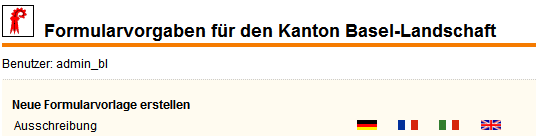 Formularvorgaben für den Kanton Basel-Landschaft
Benutzer: admin_bl
Neue Formularvorlage erstellen
Ausschreibung